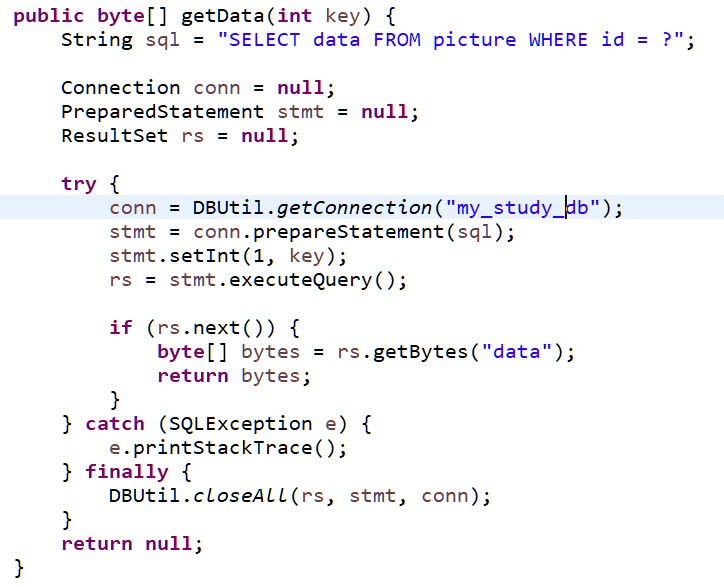 public byte[] getData(int key) {
    String sql = "SELECT data FROM picture WHERE id = ?";

    Connection conn = null;
    PreparedStatement stmt = null;
    ResultSet rs = null;

    try {
        conn = DBUtil.getConnection("my_study_db");
        stmt = conn.prepareStatement(sql);
        stmt.setInt(1, key);
        rs = stmt.executeQuery();

        if (rs.next()) {
            byte[] bytes = rs.getBytes("data");
            return bytes;
        }
    } catch (SQLException e) {
        e.printStackTrace();
    } finally {
        DBUtil.closeAll(rs, stmt, conn);
    }
    return null;
}